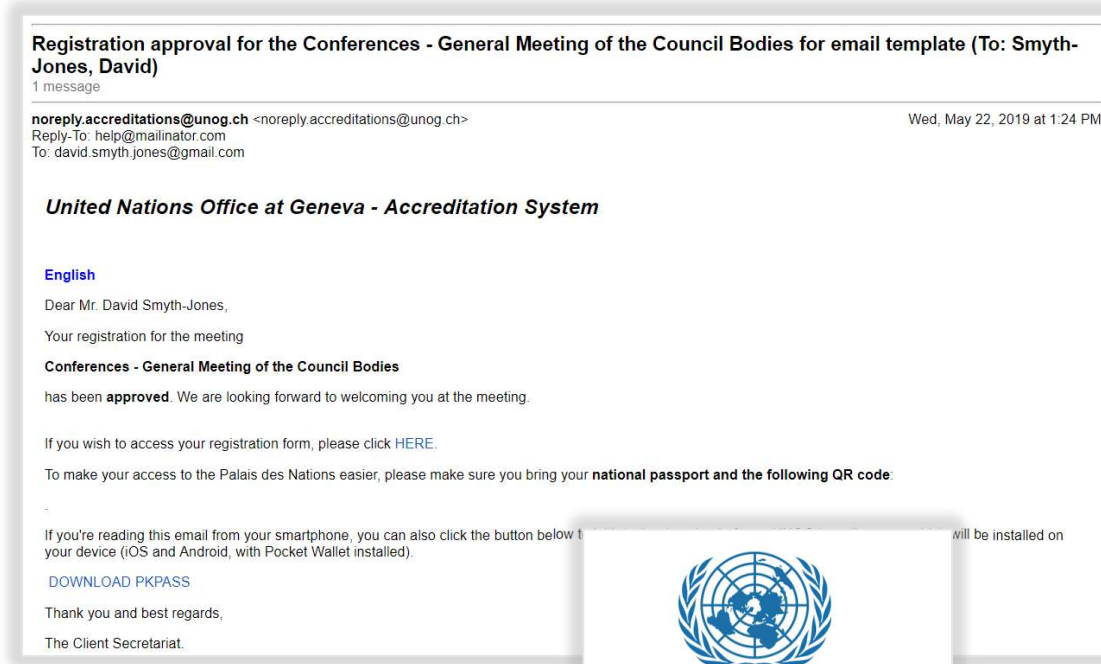 Registration approval for the Conferences - General Meeting of the Council Bodies for email template (To: Smyth-
Jones, David)
1 message
noreply.accreditations@unog.ch <noreply.accreditations@unog.ch>
Wed, May 22, 2019 at 1:24 PM
Reply-To: help@mailinator.com
To: david.smyth.jones@gmail.com
United Nations Office at Geneva - Accreditation System
English
Dear Mr. David Smyth-Jones,
Your registration for the meeting
Conferences - General Meeting of the Council Bodies
has been approved. We are looking forward to welcoming you at the meeting.
If you wish to access your registration form, please click HERE.
To make your access to the Palais des Nations easier, please make sure you bring your national passport and the following QR code:
.
If you're reading this email from your smartphone, you can also click the button below will be installed on
your device (iOS and Android, with Pocket Wallet installed).
DOWNLOAD PKPASS
Thank you and best regards,
The Client Secretariat.